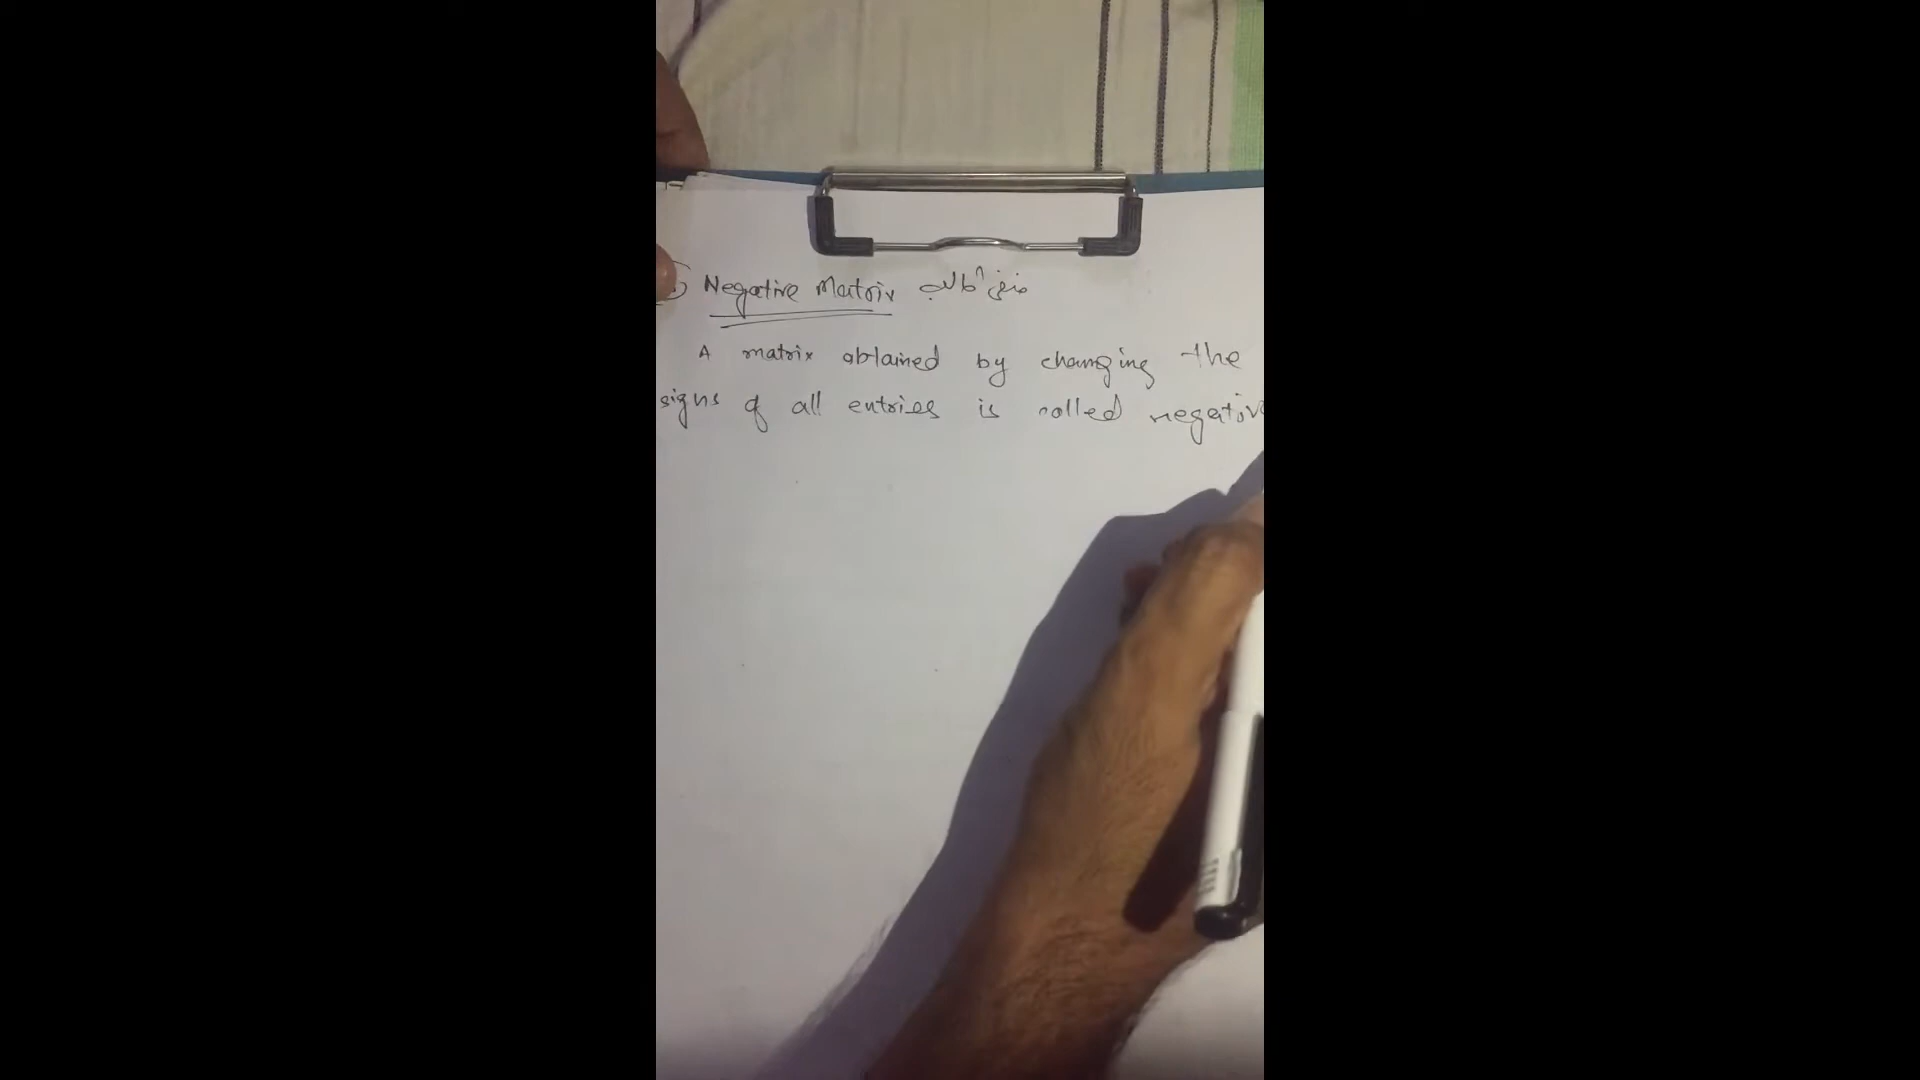 Negative Matrix منفی قالب
A matrix obtained by changing the
signs of all entries is called negative